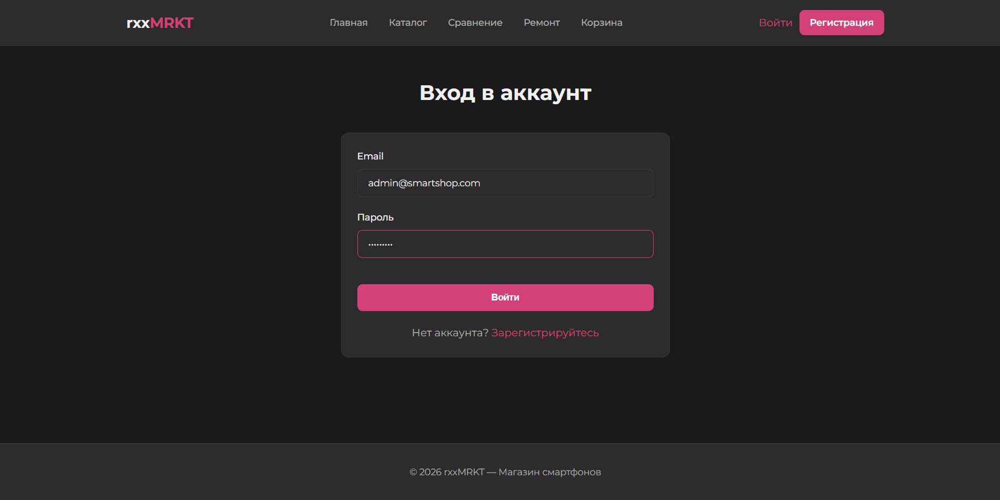 rxxMRKT
Главная Каталог Сравнение Ремонт Корзина
Войти Регистрация
Вход в аккаунт
Email
admin@smartshop.com
Пароль
•••••••••
Войти
Нет аккаунта? Зарегистрируйтесь
© 2026 rxxMRKT — Магазин смартфонов